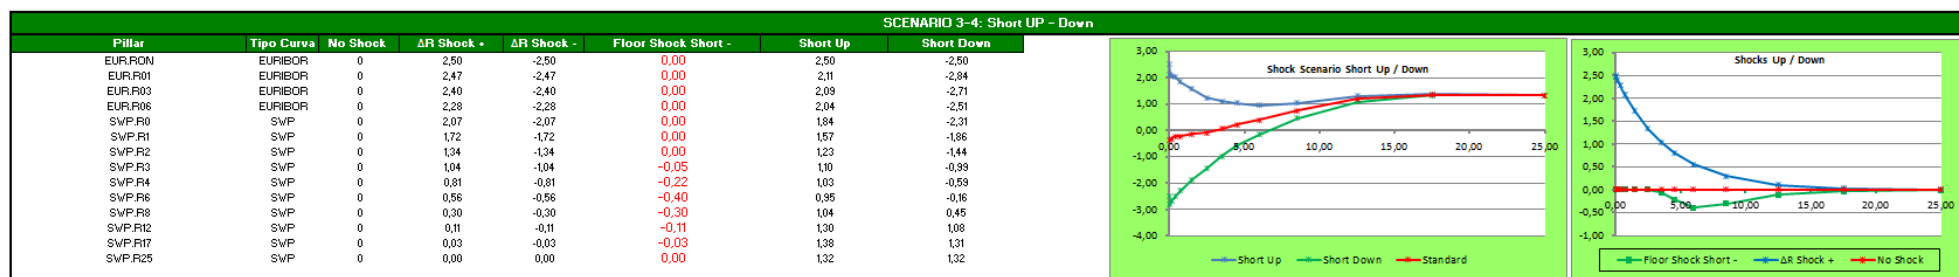 SCENARIO 3-4: Short UP - Down
Pillar Tipo Curva No Shock ΔR Shock + ΔR Shock - Floor Shock Short - Short Up Short Down
EUR.RON EURIBOR 0 2,50 -2,50 0,00 2,50 -2,50
EUR.R01 EURIBOR 0 2,47 -2,47 0,00 2,11 -2,84
EUR.R03 EURIBOR 0 2,40 -2,40 0,00 2,09 -2,71
EUR.R06 EURIBOR 0 2,28 -2,28 0,00 2,04 -2,51
SWP.R0 SWP 0 2,07 -2,07 0,00 1,84 -2,31
SWP.R1 SWP 0 1,72 -1,72 0,00 1,57 -1,86
SWP.R2 SWP 0 1,34 -1,34 0,00 1,23 -1,44
SWP.R3 SWP 0 1,04 -1,04 -0,05 1,10 -0,99
SWP.R4 SWP 0 0,81 -0,81 -0,22 1,03 -0,59
SWP.R6 SWP 0 0,56 -0,56 -0,40 0,95 -0,16
SWP.R8 SWP 0 0,30 -0,30 -0,30 1,04 0,45
SWP.R12 SWP 0 0,11 -0,11 -0,11 1,30 1,08
SWP.R17 SWP 0 0,03 -0,03 -0,03 1,38 1,31
SWP.R25 SWP 0 0,00 0,00 0,00 1,32 1,32
Shock Scenario Short Up / Down
3,00
2,00
1,00
0,00
-1,00
-2,00
-3,00
-4,00
0,00 5,00 10,00 15,00 20,00 25,00
Short Up Short Down Standard
Shocks Up / Down
3,00
2,50
2,00
1,50
1,00
0,50
0,00
-0,50
-1,00
0,00 5,00 10,00 15,00 20,00 25,00
Floor Shock Short - ΔR Shock + No Shock